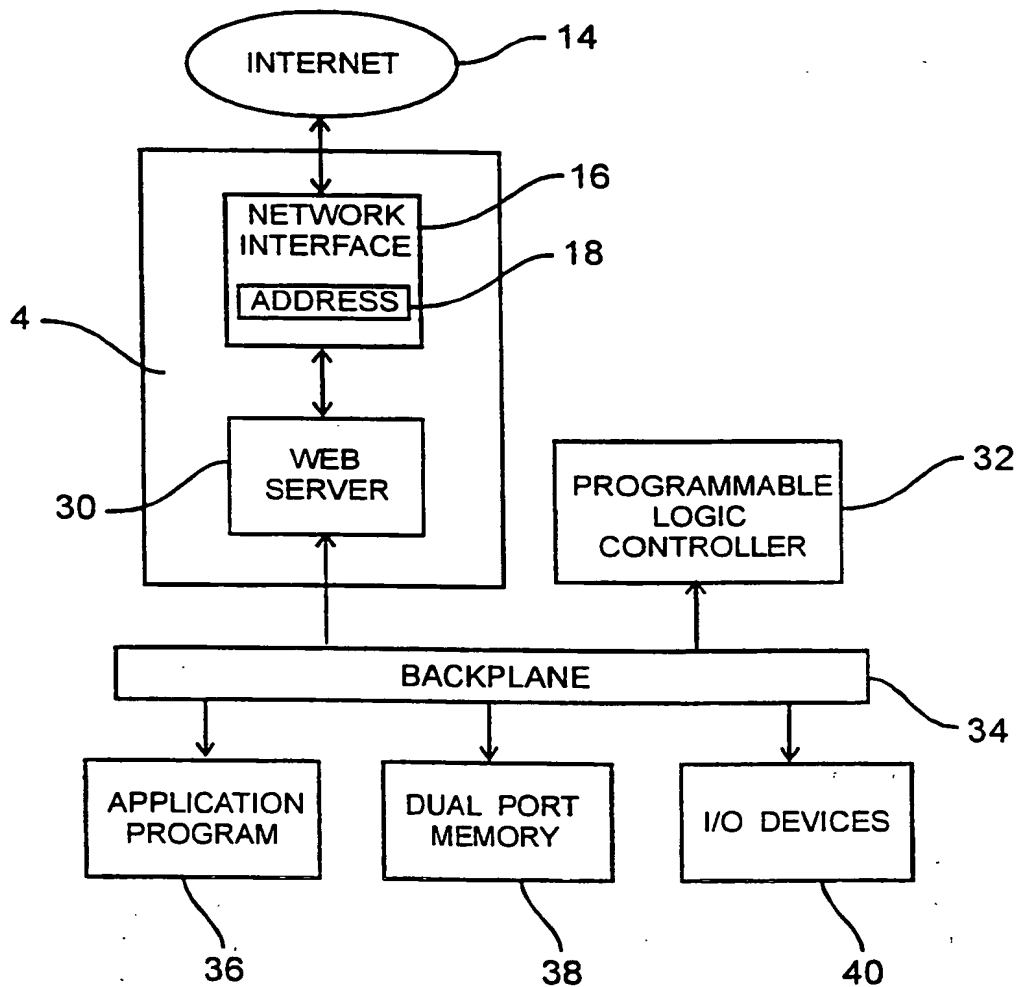 INTERNET
14
NETWORK
INTERFACE
16
ADDRESS
18
4
WEB
SERVER
30
PROGRAMMABLE
LOGIC
CONTROLLER
32
BACKPLANE
34
APPLICATION
PROGRAM
DUAL PORT
MEMORY
I/O DEVICES
36
38
40